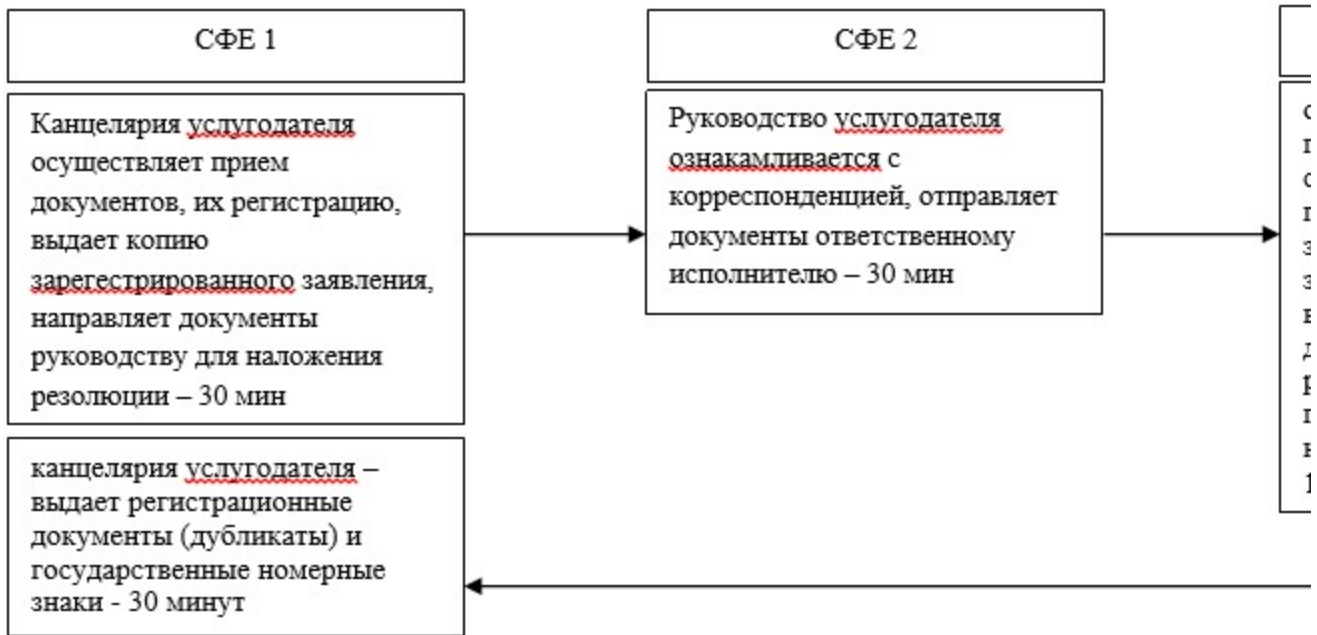 СФЕ 1
Канцелярия услугодателя
осуществляет прием
документов, их регистрацию,
выдает копию
зарегестрированного заявления,
направляет документы
руководству для наложения
резолюции – 30 мин
СФЕ 2
Руководство услугодателя
ознакамливается с
корреспонденцией, отправляет
документы ответственному
исполнителю – 30 мин
канцелярия услугодателя –
выдает регистрационные
документы (дубликаты) и
государственные номерные
знаки - 30 минут